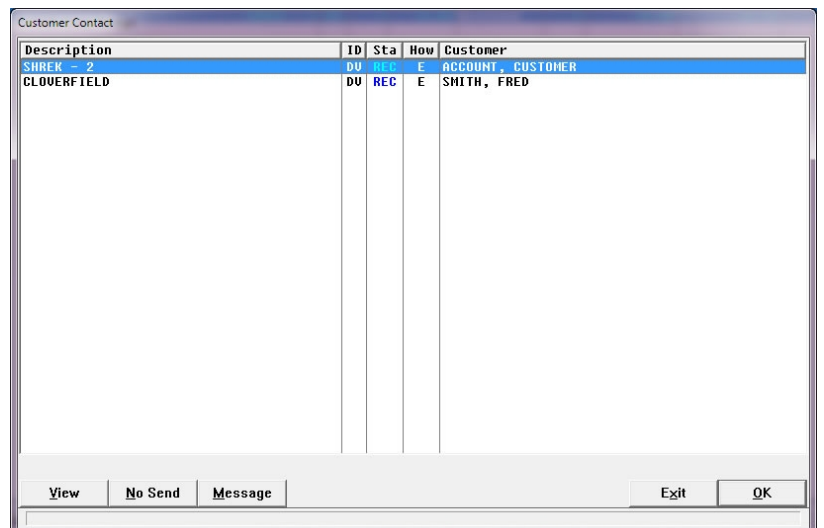 Customer Contact
Description ID Sta How Customer
SHREK - 2 DV REC E ACCOUNT, CUSTOMER
CLOVERFIELD DV REC E SMITH, FRED
View No Send Message Exit OK